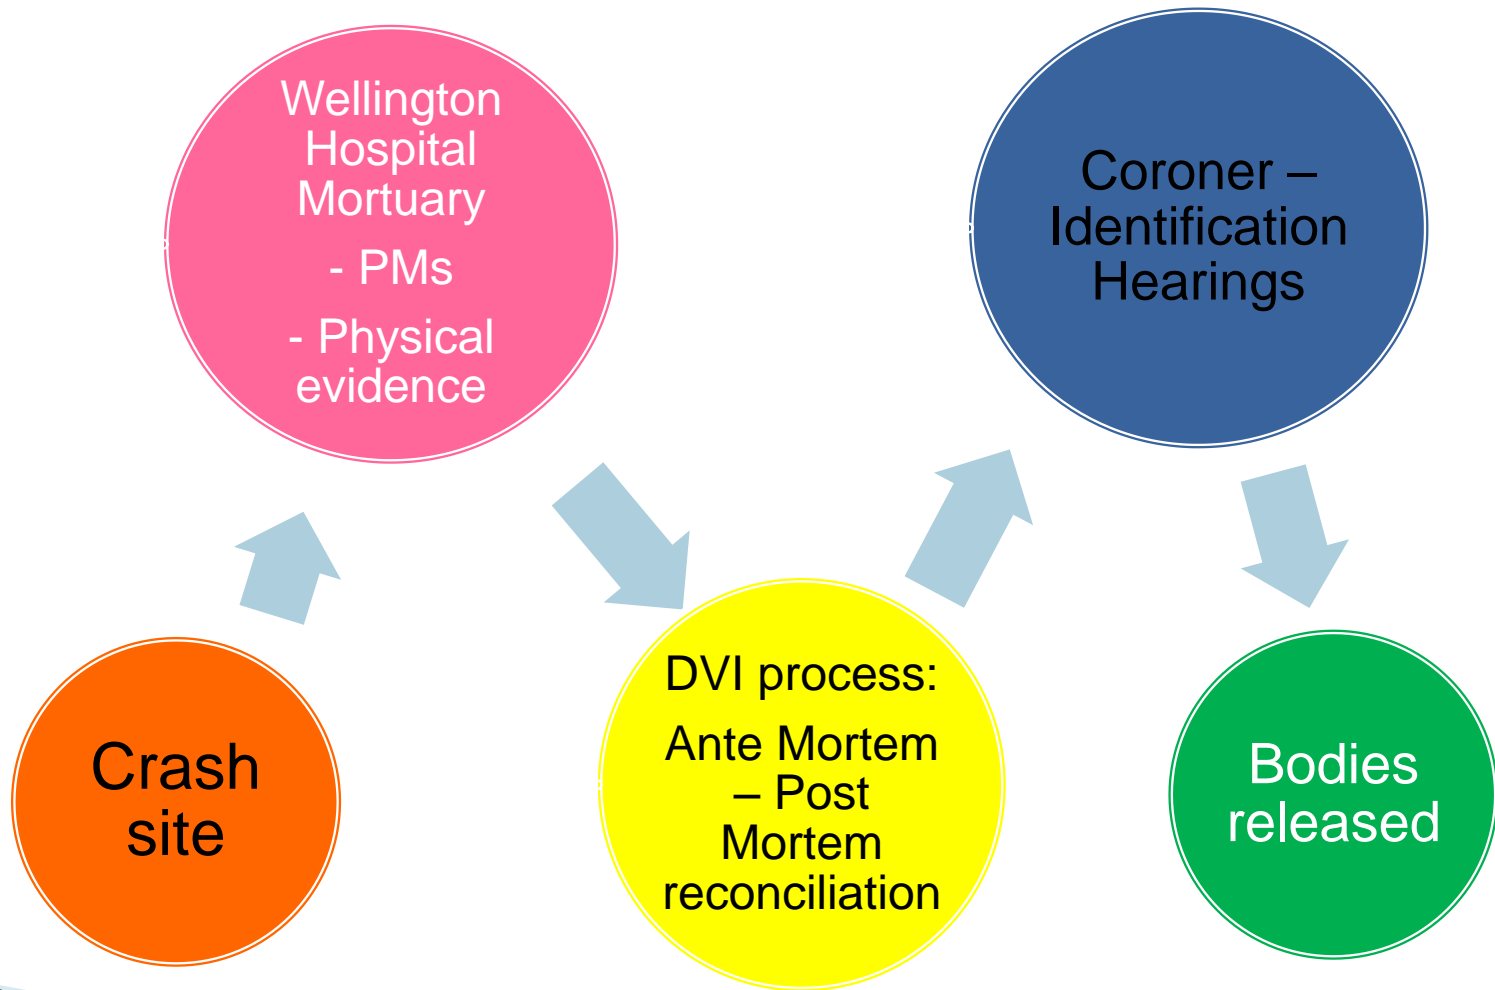 Wellington
Hospital
Mortuary
- PMs
- Physical
evidence
Coroner –
Identification
Hearings
Crash
site
DVI process:
Ante Mortem
– Post
Mortem
reconciliation
Bodies
released